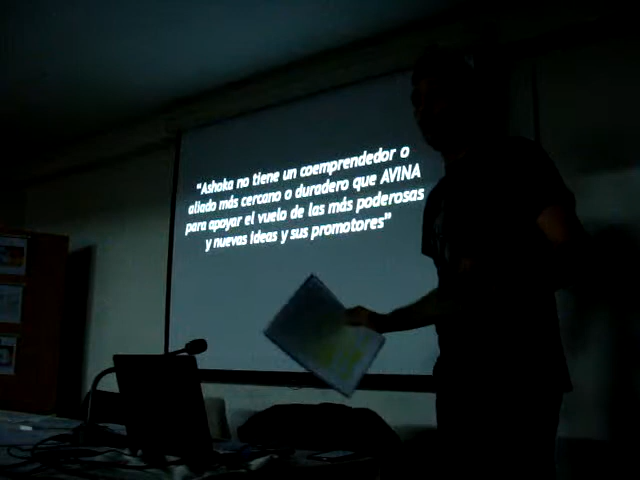 "Ashoka no tiene un coemprendedor o
aliado más cercano o duradero que AVINA
para apoyar el vuelo de las más poderosas
y nuevas ideas y sus promotores"